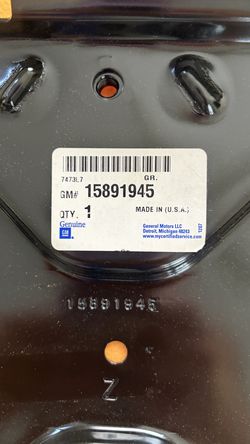 7473L7 GR.
GM# 15891945
QTY. 1 MADE IN (U.S.A.)
Genuine General Motors LLC
GM Detroit, Michigan 48243
www.mycertifiedservice.com
15891945
Z